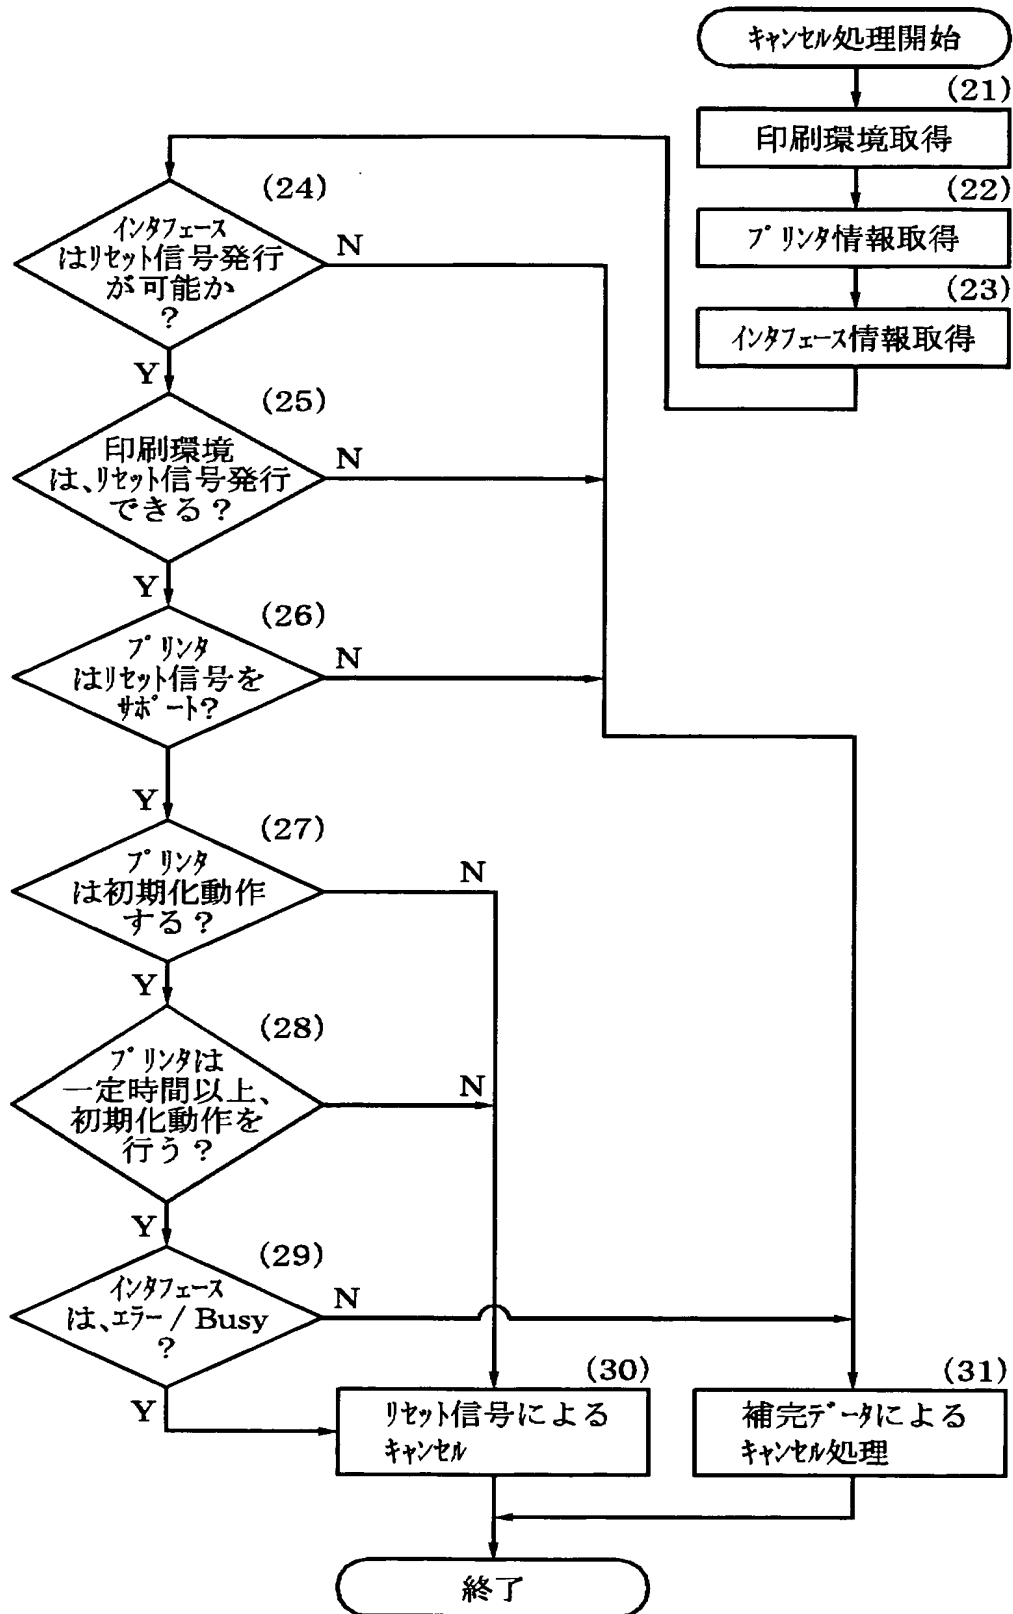 キャンセル処理開始
(21)
印刷環境取得
(22)
プリンタ情報取得
(23)
インタフェース情報取得
(24)
インタフェース
はリセット信号発行
が可能か
?
N
Y
(25)
印刷環境
は、リセット信号発行
できる?
N
Y
(26)
プリンタ
はリセット信号を
サポート?
N
Y
(27)
プリンタ
は初期化動作
する?
N
Y
(28)
プリンタは
一定時間以上、
初期化動作を
行う?
N
Y
(29)
インタフェース
は、エラー/Busy
?
N
Y
(30)
リセット信号による
キャンセル
(31)
補完データによる
キャンセル処理
終了